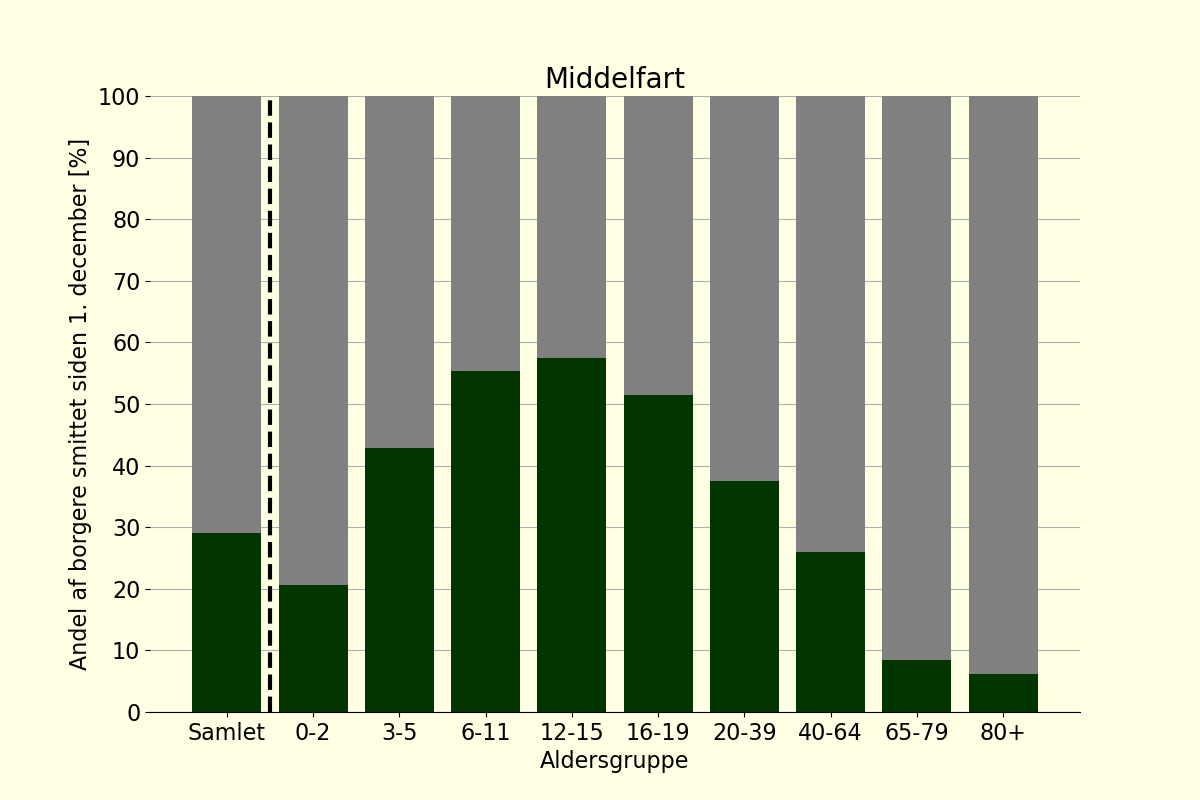 Middelfart
Andel af borgere smittet siden 1. december [%]
100
90
80
70
60
50
40
30
20
10
0
Samlet 0-2 3-5 6-11 12-15 16-19 20-39 40-64 65-79 80+
Aldersgruppe